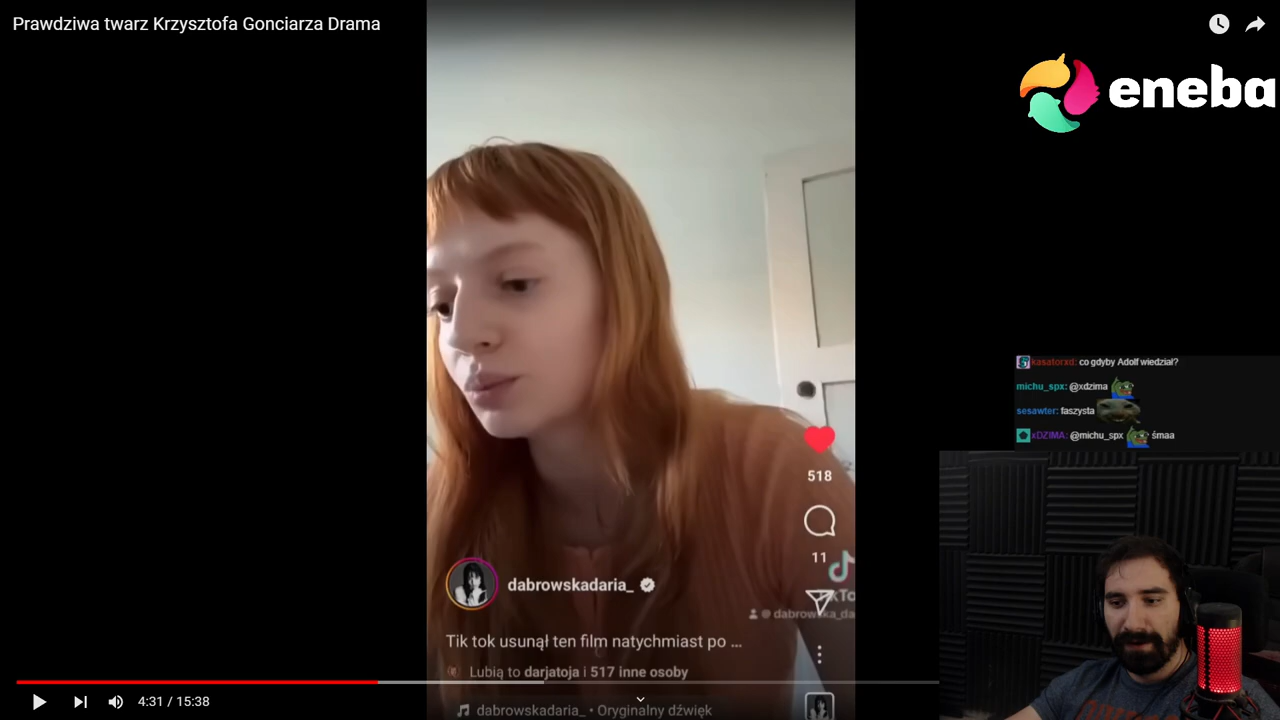 Prawdziwa twarz Krzysztofa Gonciarza Drama
eneba
kasatorxd: co gdyby Adolf wiedział?
michu_spx: @xdzima
sesawter: faszysta
xDZIMA: @michu_spx śmaa
518
11
dabrowskadaria_
@dabrowska_da
Tik tok usunął ten film natychmiast po ...
Lubią to darjatoja i 517 inne osoby
4:31 / 15:38
dabrowskadaria_ • Oryginalny dźwięk